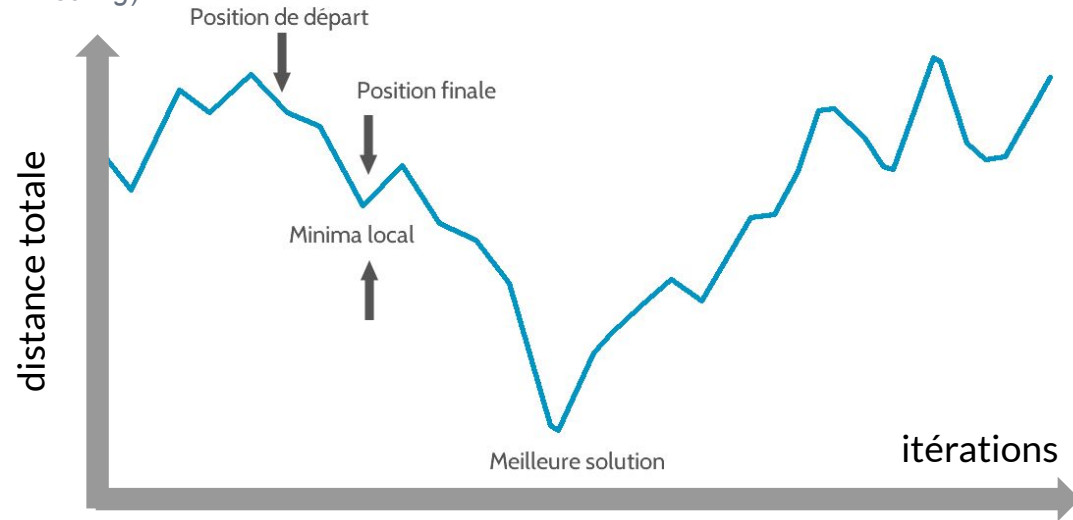 Position de départ
Position finale
Minima local
distance totale
Meilleure solution
itérations